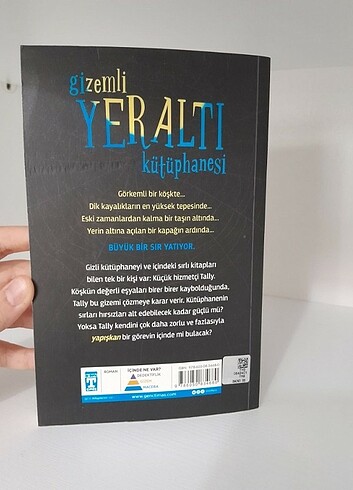 gizemli
YERALTI
kütüphanesi
Görkemli bir köşkte...
Dik kayalıkların en yüksek tepesinde...
Eski zamanlardan kalma bir taşın altında...
Yerin altına açılan bir kapağın ardında...
BÜYÜK BİR SIR YATIYOR.
Gizli kütüphaneyi ve içindeki sırlı kitapları
bilen tek bir kişi var: Küçük hizmetçi Tally.
Köşkün değerli eşyaları birer birer kaybolduğunda,
Tally bu gizemi çözmeye karar verir. Kütüphanenin
sırları hırsızları alt edebilecek kadar güçlü mü?
Yoksa Tally kendini çok daha zorlu ve fazlasıyla
yapışkan bir görevin içinde mi bulacak?
ROMAN
İÇİNDE NE VAR?
DEDEKTİFLİK
GİZEM
MACERA
www.genctimas.com